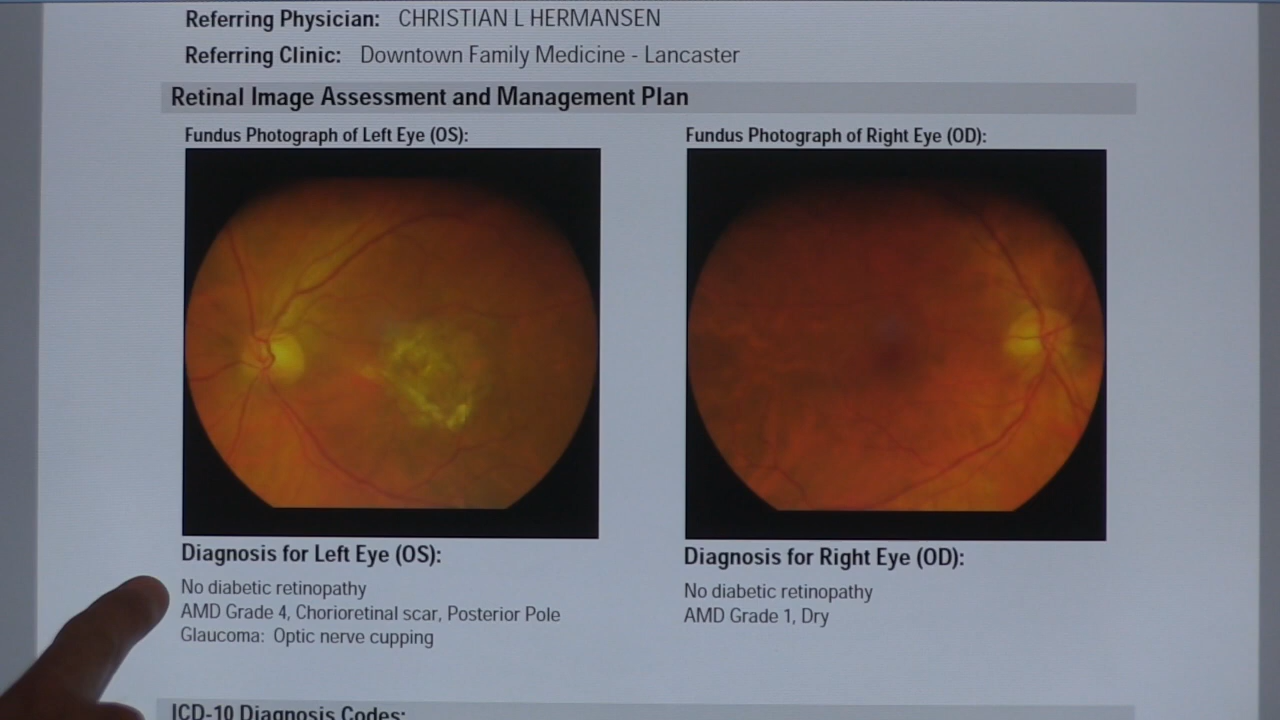 Referring Physician: CHRISTIAN L HERMANSEN
Referring Clinic: Downtown Family Medicine - Lancaster
Retinal Image Assessment and Management Plan
Fundus Photograph of Left Eye (OS):
Fundus Photograph of Right Eye (OD):
Diagnosis for Left Eye (OS):
No diabetic retinopathy
AMD Grade 4, Chorioretinal scar, Posterior Pole
Glaucoma: Optic nerve cupping
Diagnosis for Right Eye (OD):
No diabetic retinopathy
AMD Grade 1, Dry
ICD-10 Diagnosis Codes: